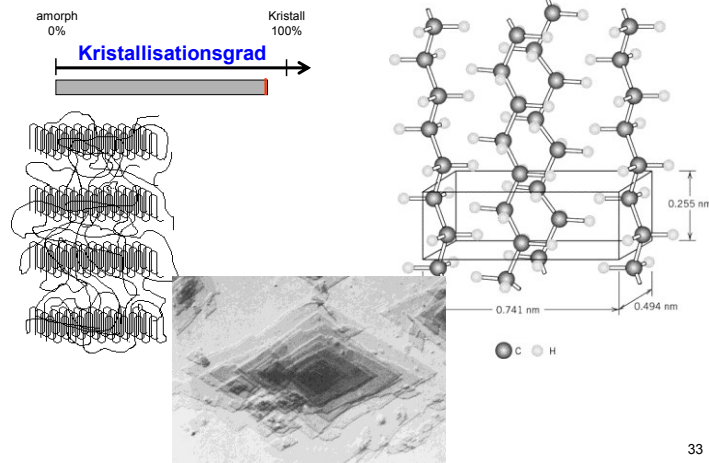 amorph Kristall
0% 100%
Kristallisationsgrad
0.255 nm
0.741 nm
0.494 nm
C H
33